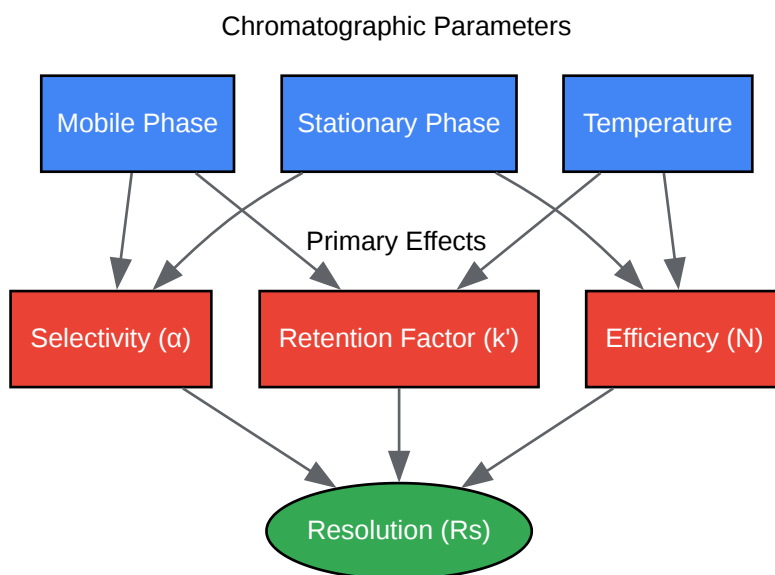 Chromatographic Parameters
Mobile Phase
Stationary Phase
Temperature
Primary Effects
Selectivity (α)
Retention Factor (k')
Efficiency (N)
Resolution (Rs)